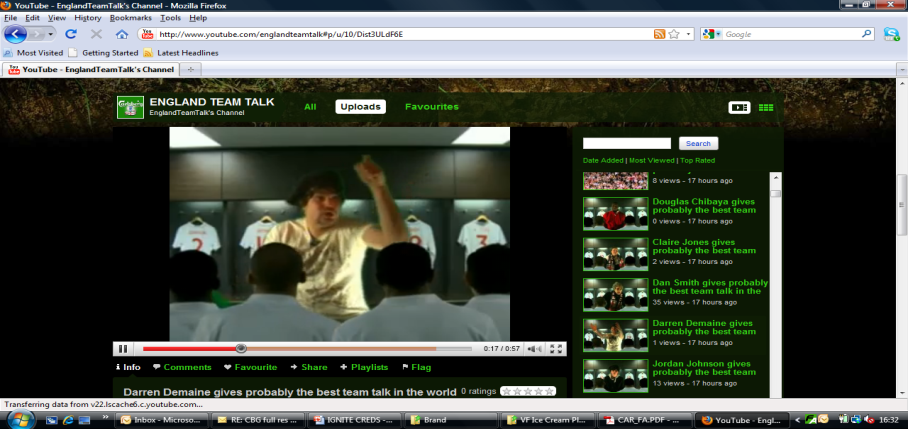 YouTube - EnglandTeamTalk's Channel - Mozilla Firefox
File Edit View History Bookmarks Tools Help
http://www.youtube.com/englandteamtalk#p/u/10/Dist3ULdF6E
Google
Most Visited Getting Started Latest Headlines
YouTube - EnglandTeamTalk's Channel
ENGLAND TEAM TALK
EnglandTeamTalk's Channel
All Uploads Favourites
Search
Date Added | Most Viewed | Top Rated
8 views - 17 hours ago
Douglas Chibaya gives
probably the best team
0 views - 17 hours ago
Claire Jones gives
probably the best team
2 views - 17 hours ago
Dan Smith gives probably
the best team talk in the
35 views - 17 hours ago
Darren Demaine gives
probably the best team
1 views - 17 hours ago
Jordan Johnson gives
probably the best team
13 views - 17 hours ago
2
3
0:17 / 0:57
Info Comments Favourite Share Playlists Flag
Darren Demaine gives probably the best team talk in the world 0 ratings
Transferring data from v22.lscache6.c.youtube.com...
Inbox - Microso... RE: CBG full res ... IGNITE CREDS -... Brand VF Ice Cream Pl... CAR_FA.PDF - ... YouTube - Engl... 16:32